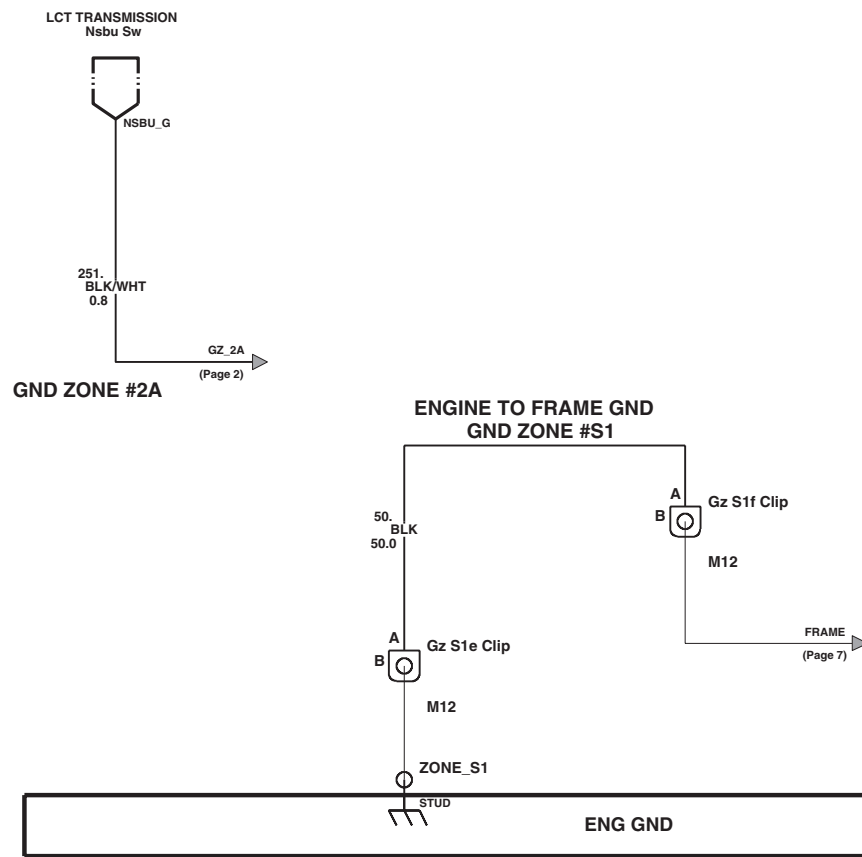 LCT TRANSMISSION
Nsbu Sw
NSBU_G
251.
BLK/WHT
0.8
GZ_2A
(Page 2)
GND ZONE #2A
ENGINE TO FRAME GND
GND ZONE #S1
A
Gz S1f Clip
B
50.
BLK
50.0
M12
FRAME
(Page 7)
A
Gz S1e Clip
B
M12
ZONE_S1
STUD
ENG GND